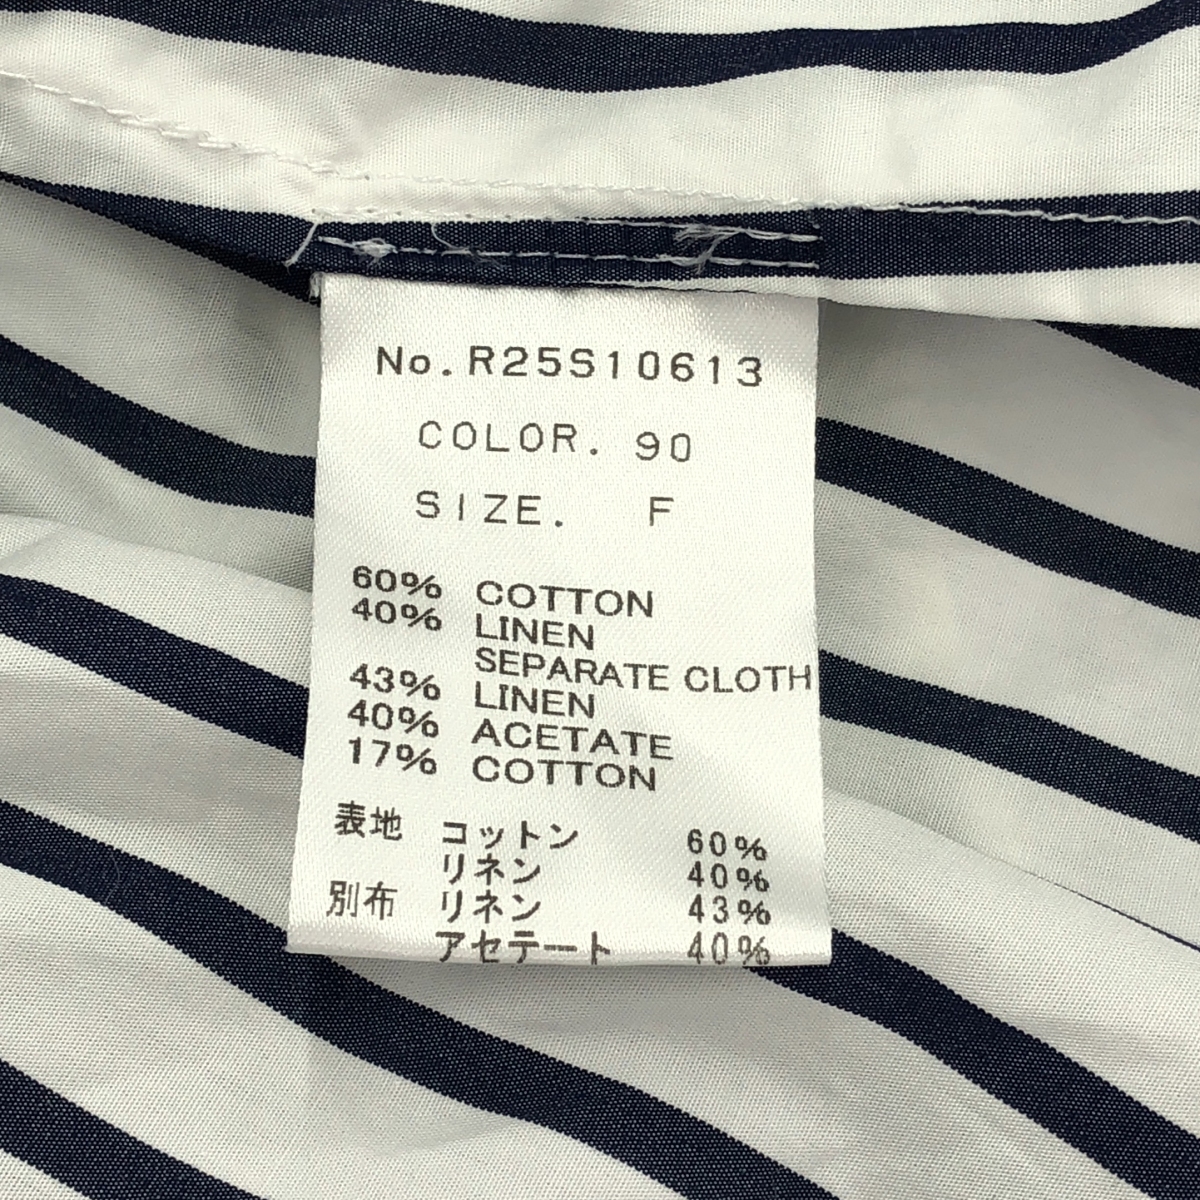 No.R25S10613
COLOR. 90
SIZE. F
60% COTTON
40% LINEN
SEPARATE CLOTH
43% LINEN
40% ACETATE
17% COTTON
表地 コットン 60%
リネン 40%
別布 リネン 43%
アセテート 40%